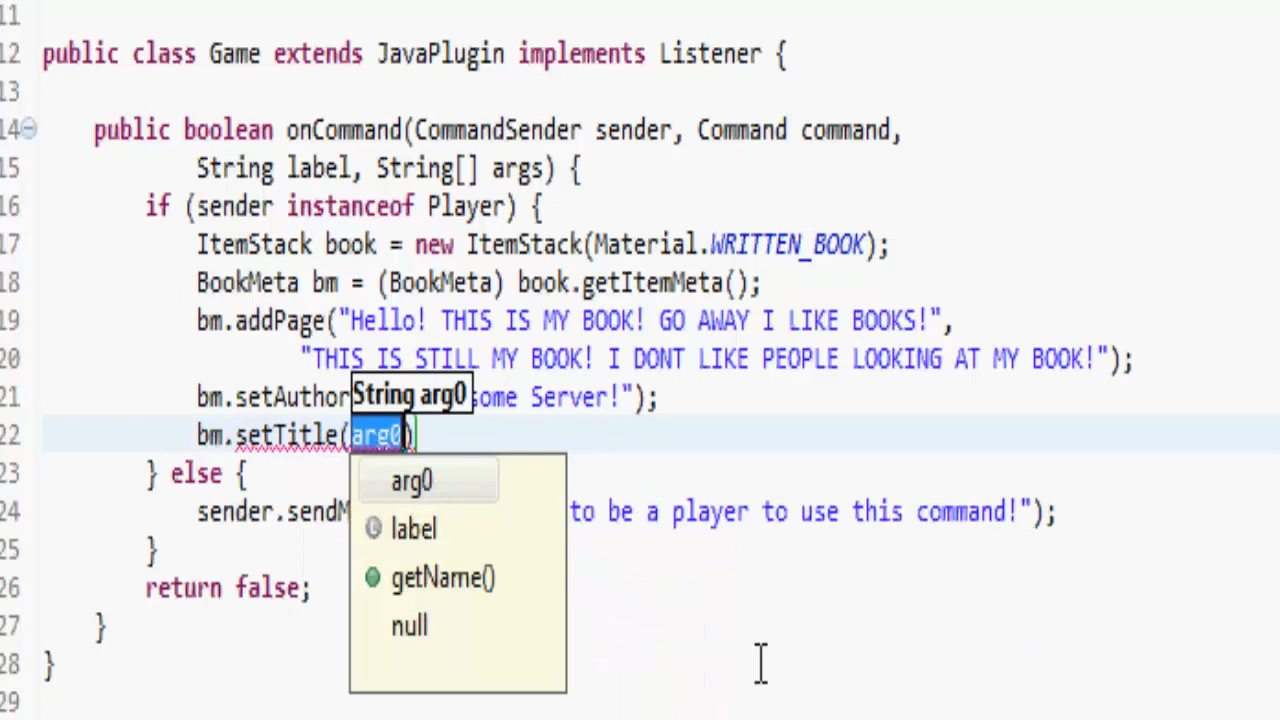 11
12 public class Game extends JavaPlugin implements Listener {
13
14 public boolean onCommand(CommandSender sender, Command command,
15 String label, String[] args) {
16 if (sender instanceof Player) {
17 ItemStack book = new ItemStack(Material.WRITTEN_BOOK);
18 BookMeta bm = (BookMeta) book.getItemMeta();
19 bm.addPage("Hello! THIS IS MY BOOK! GO AWAY I LIKE BOOKS!",
20 "THIS IS STILL MY BOOK! I DONT LIKE PEOPLE LOOKING AT MY BOOK!");
String arg0
21 bm.setAuthor some Server!");
22 bm.setTitle(arg0)
23 } else {
arg0
24 sender.sendM to be a player to use this command!");
label
25 }
getName()
26 return false;
null
27 }
28 }
29